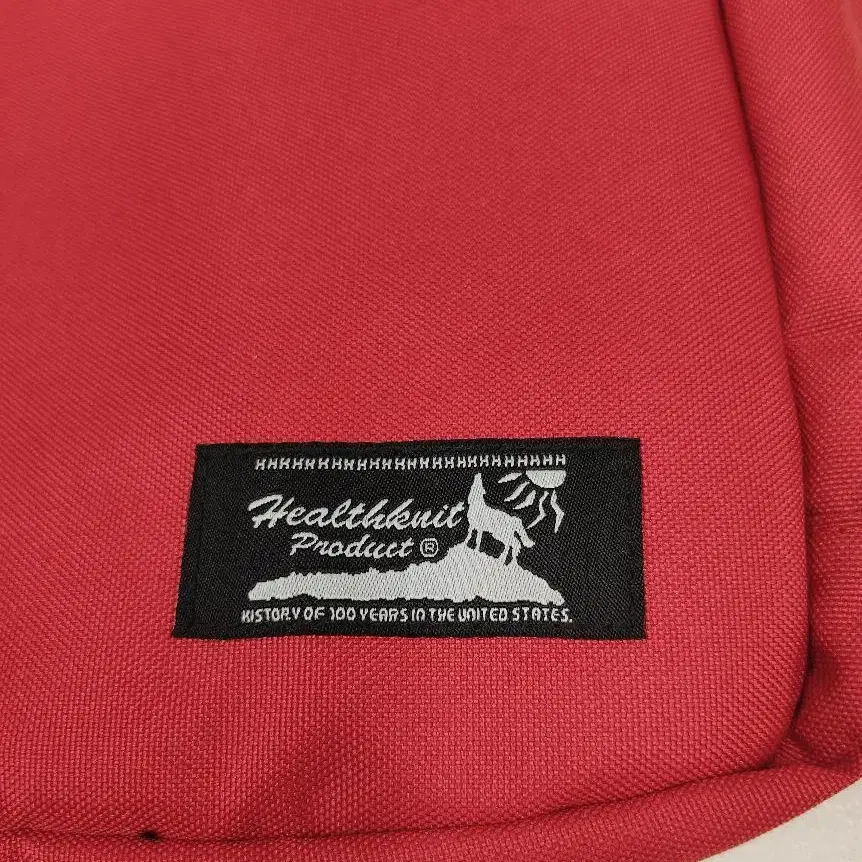 Healthknit
Product ®
HISTORY OF 100 YEARS IN THE UNITED STATES.